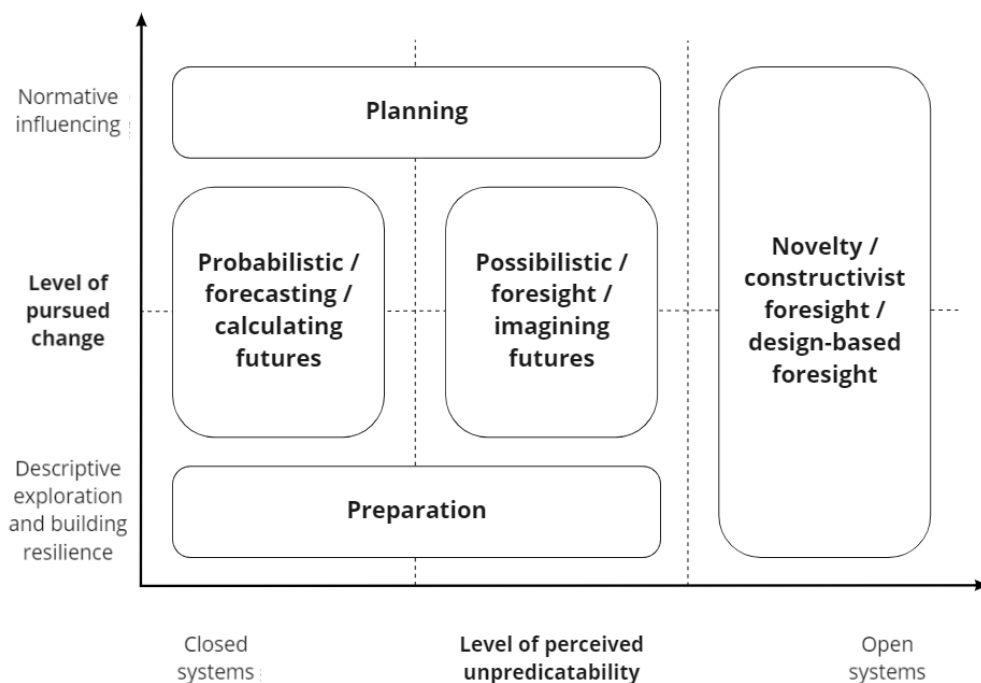 Normative
influencing
Planning
Level of
pursued
change
Probabilistic /
forecasting /
calculating
futures
Possibilistic /
foresight /
imagining
futures
Novelty /
constructivist
foresight /
design-based
foresight
Descriptive
exploration
and building
resilience
Preparation
Closed
systems
Level of perceived
unpredicatability
Open
systems